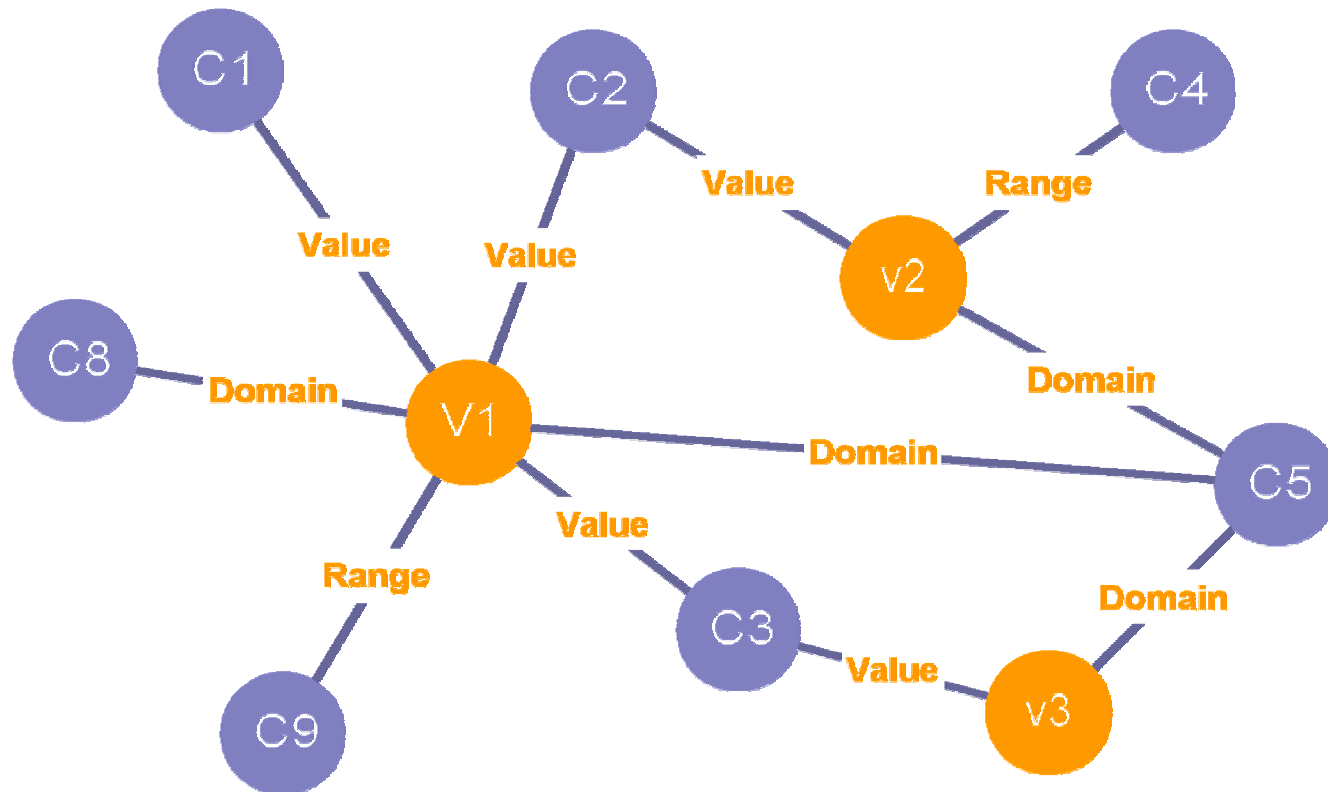 C1
C2
C4
Value
Range
Value
Value
v2
C8
Domain
Domain
V1
Domain
C5
Value
Range
Domain
C3
Value
v3
C9